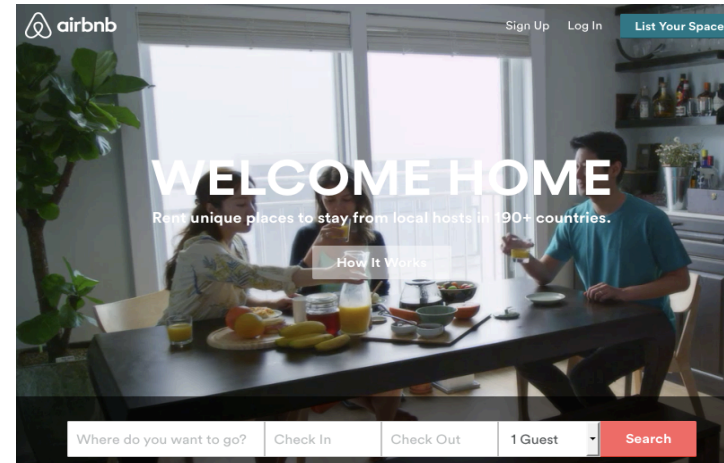 airbnb
Sign Up Log In List Your Space
WELCOME HOME
Rent unique places to stay from local hosts in 190+ countries.
How It Works
Where do you want to go? Check In Check Out 1 Guest Search